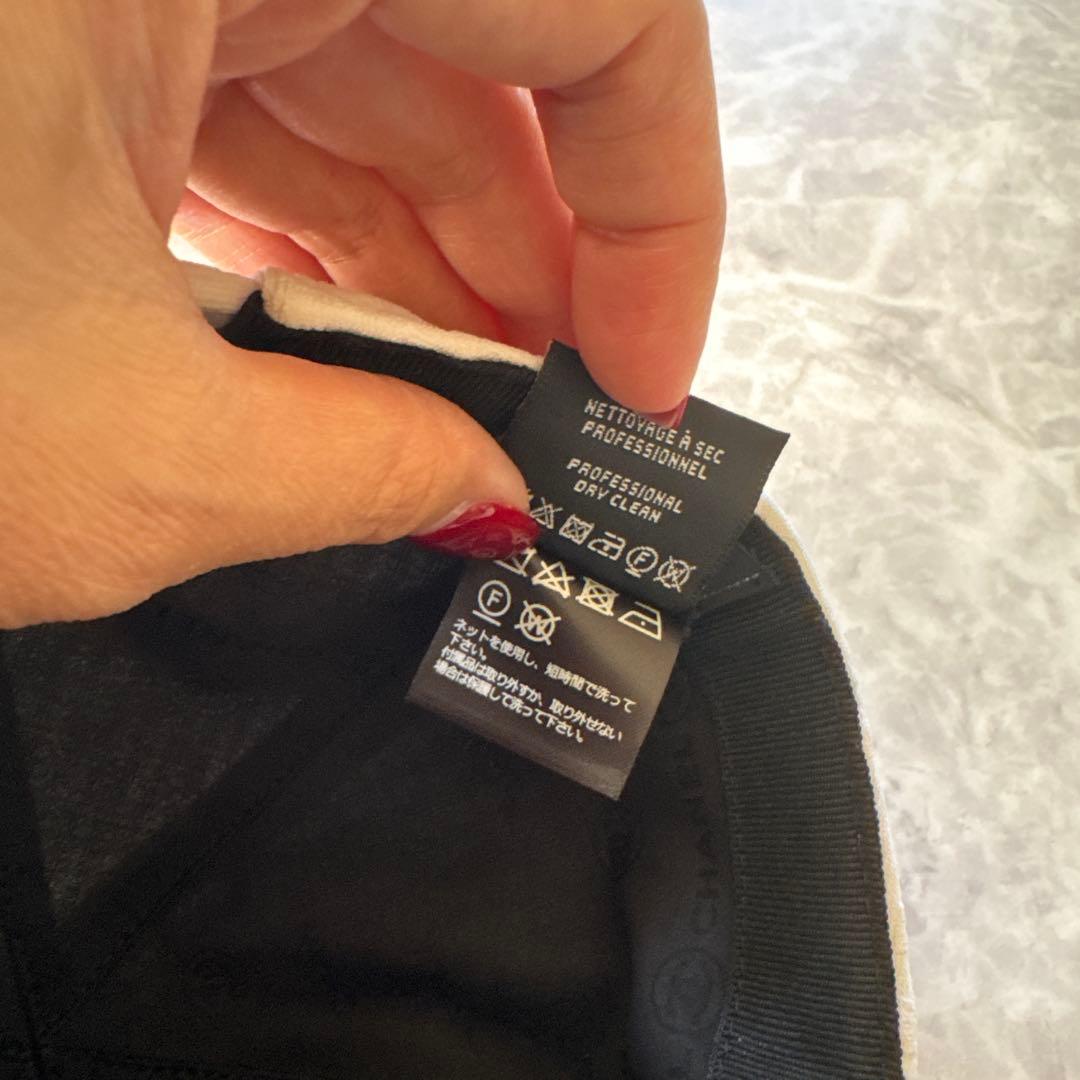 NETTOYAGE À SEC
PROFESSIONNEL
PROFESSIONAL
DRY CLEAN
F W
F W
ネットを使用し、短時間で洗って
下さい。
付属品は取り外すか、取り外せない
場合は保護して洗って下さい。
CHA